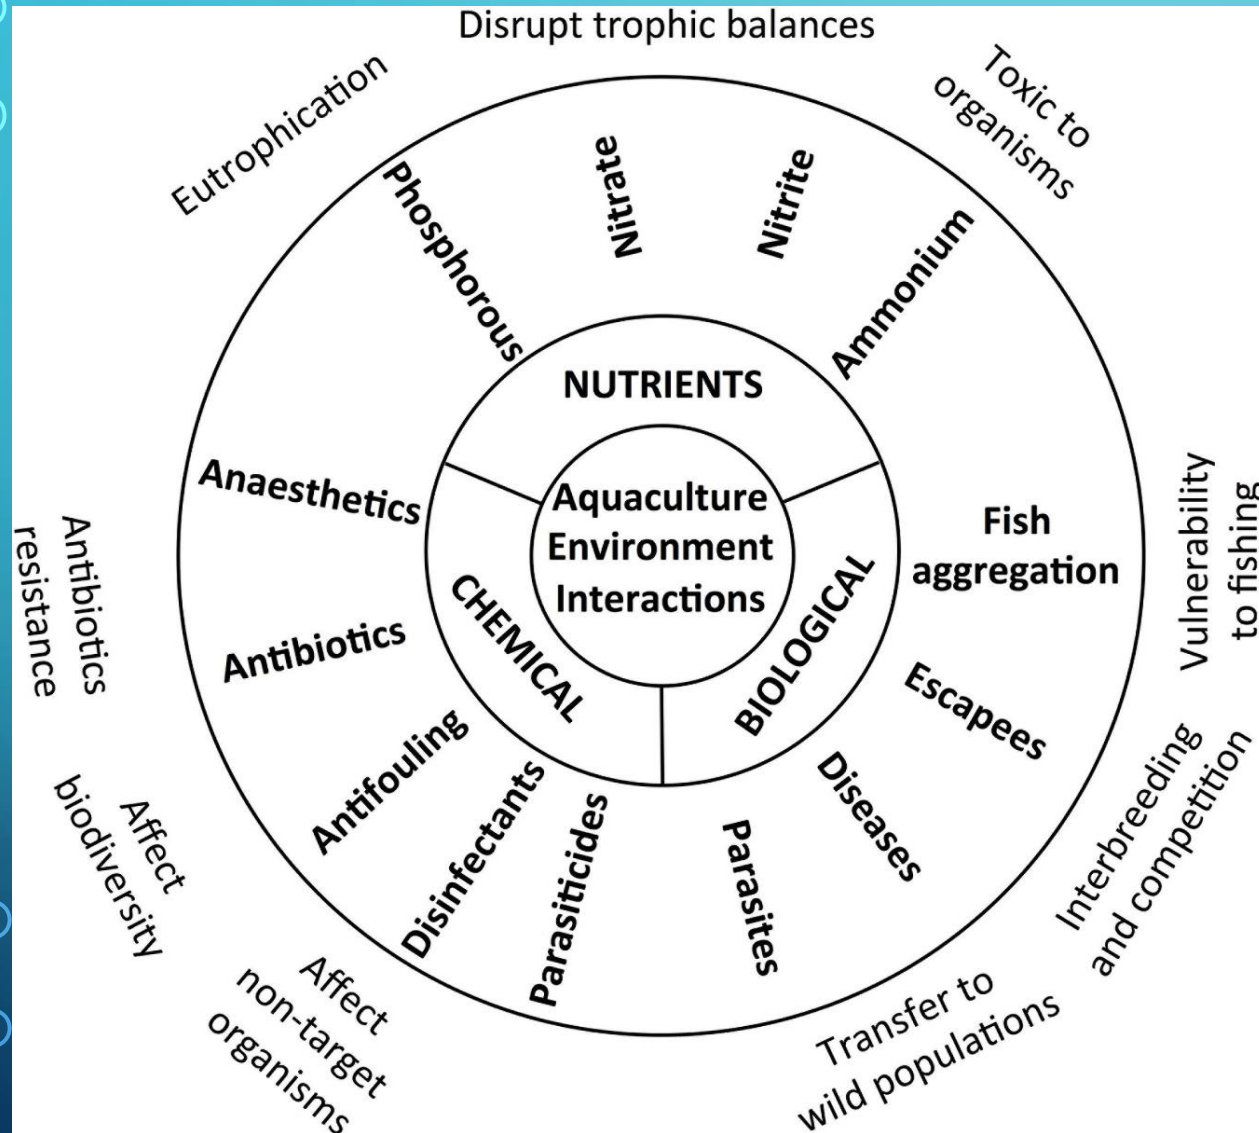 Disrupt trophic balances
Toxic to
organisms
Eutrophication
Phosphorous
Nitrate
Nitrite
Ammonium
NUTRIENTS
Aquaculture
Environment
Interactions
CHEMICAL
BIOLOGICAL
Anaesthetics
Antibiotics
Antifouling
Disinfectants
Parasiticides
Parasites
Diseases
Escapees
Fish
aggregation
Vulnerability
to fishing
Interbreeding
and competition
Transfer to
wild populations
Affect
non-target
organisms
Affect
biodiversity
Antibiotics
resistance